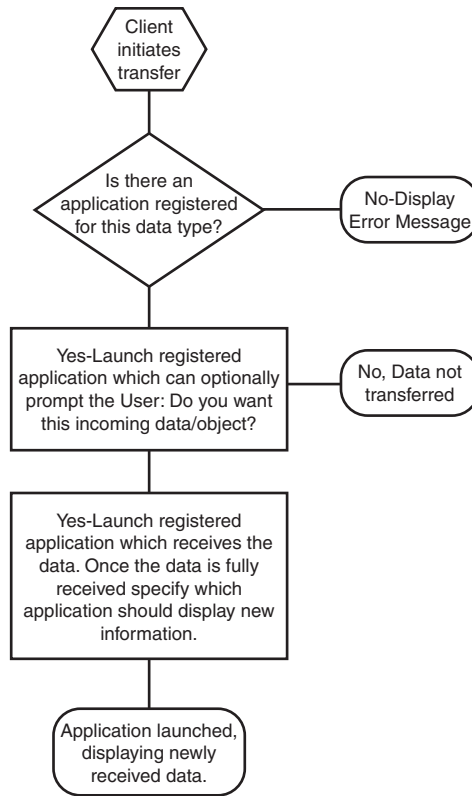 Client
initiates
transfer
Is there an
application registered
for this data type?
No-Display
Error Message
Yes-Launch registered
application which can optionally
prompt the User: Do you want
this incoming data/object?
No, Data not
transferred
Yes-Launch registered
application which receives the
data. Once the data is fully
received specify which
application should display new
information.
Application launched,
displaying newly
received data.